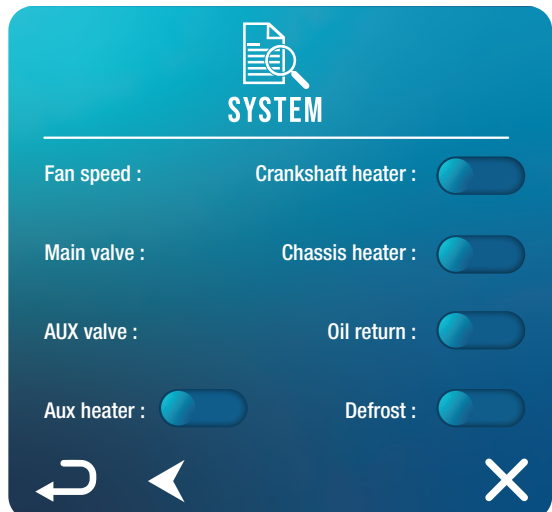 SYSTEM
Fan speed : Crankshaft heater :
Main valve : Chassis heater :
AUX valve : Oil return :
Aux heater : Defrost :